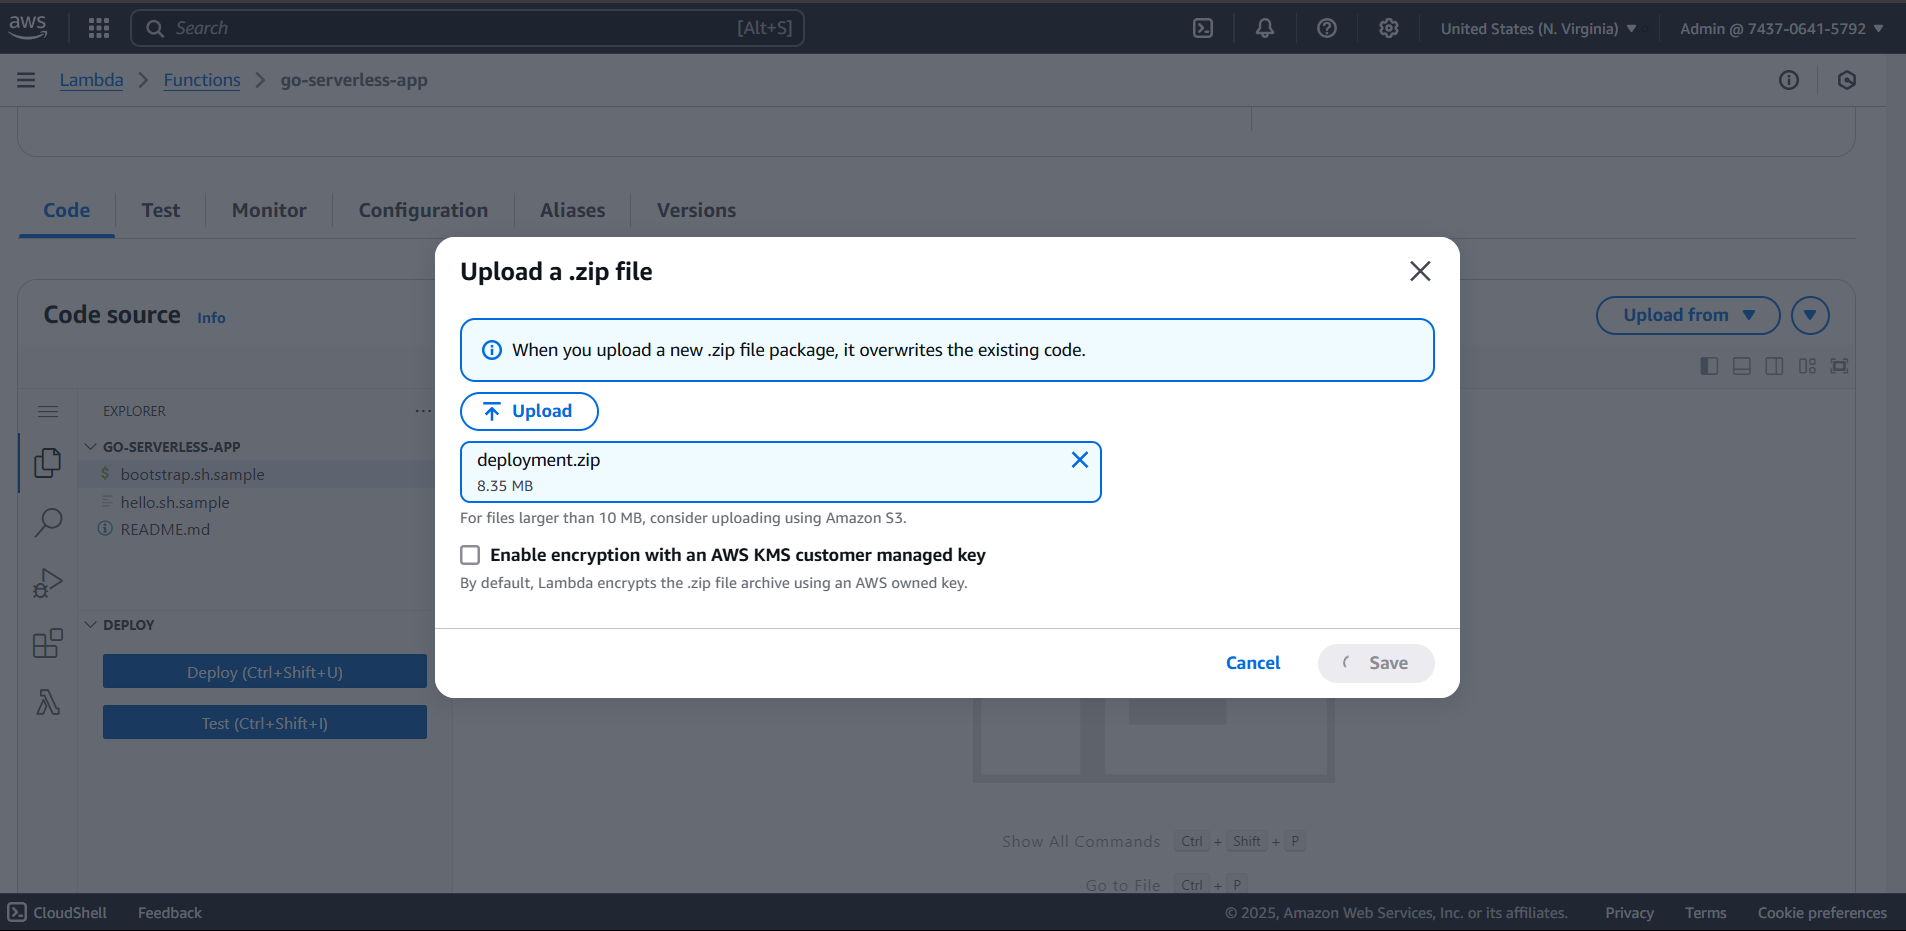 aws
Search [Alt+S]
United States (N. Virginia)
Admin @ 7437-0641-5792
Lambda
Functions
go-serverless-app
Code
Test
Monitor
Configuration
Aliases
Versions
Code source
Info
Upload from
EXPLORER
GO-SERVERLESS-APP
$ bootstrap.sh.sample
hello.sh.sample
README.md
DEPLOY
Deploy (Ctrl+Shift+U)
Test (Ctrl+Shift+I)
Upload a .zip file
When you upload a new .zip file package, it overwrites the existing code.
Upload
deployment.zip
8.35 MB
For files larger than 10 MB, consider uploading using Amazon S3.
Enable encryption with an AWS KMS customer managed key
By default, Lambda encrypts the .zip file archive using an AWS owned key.
Cancel
Save
Show All Commands Ctrl + Shift + P
Go to File Ctrl + P
CloudShell
Feedback
© 2025, Amazon Web Services, Inc. or its affiliates.
Privacy
Terms
Cookie preferences